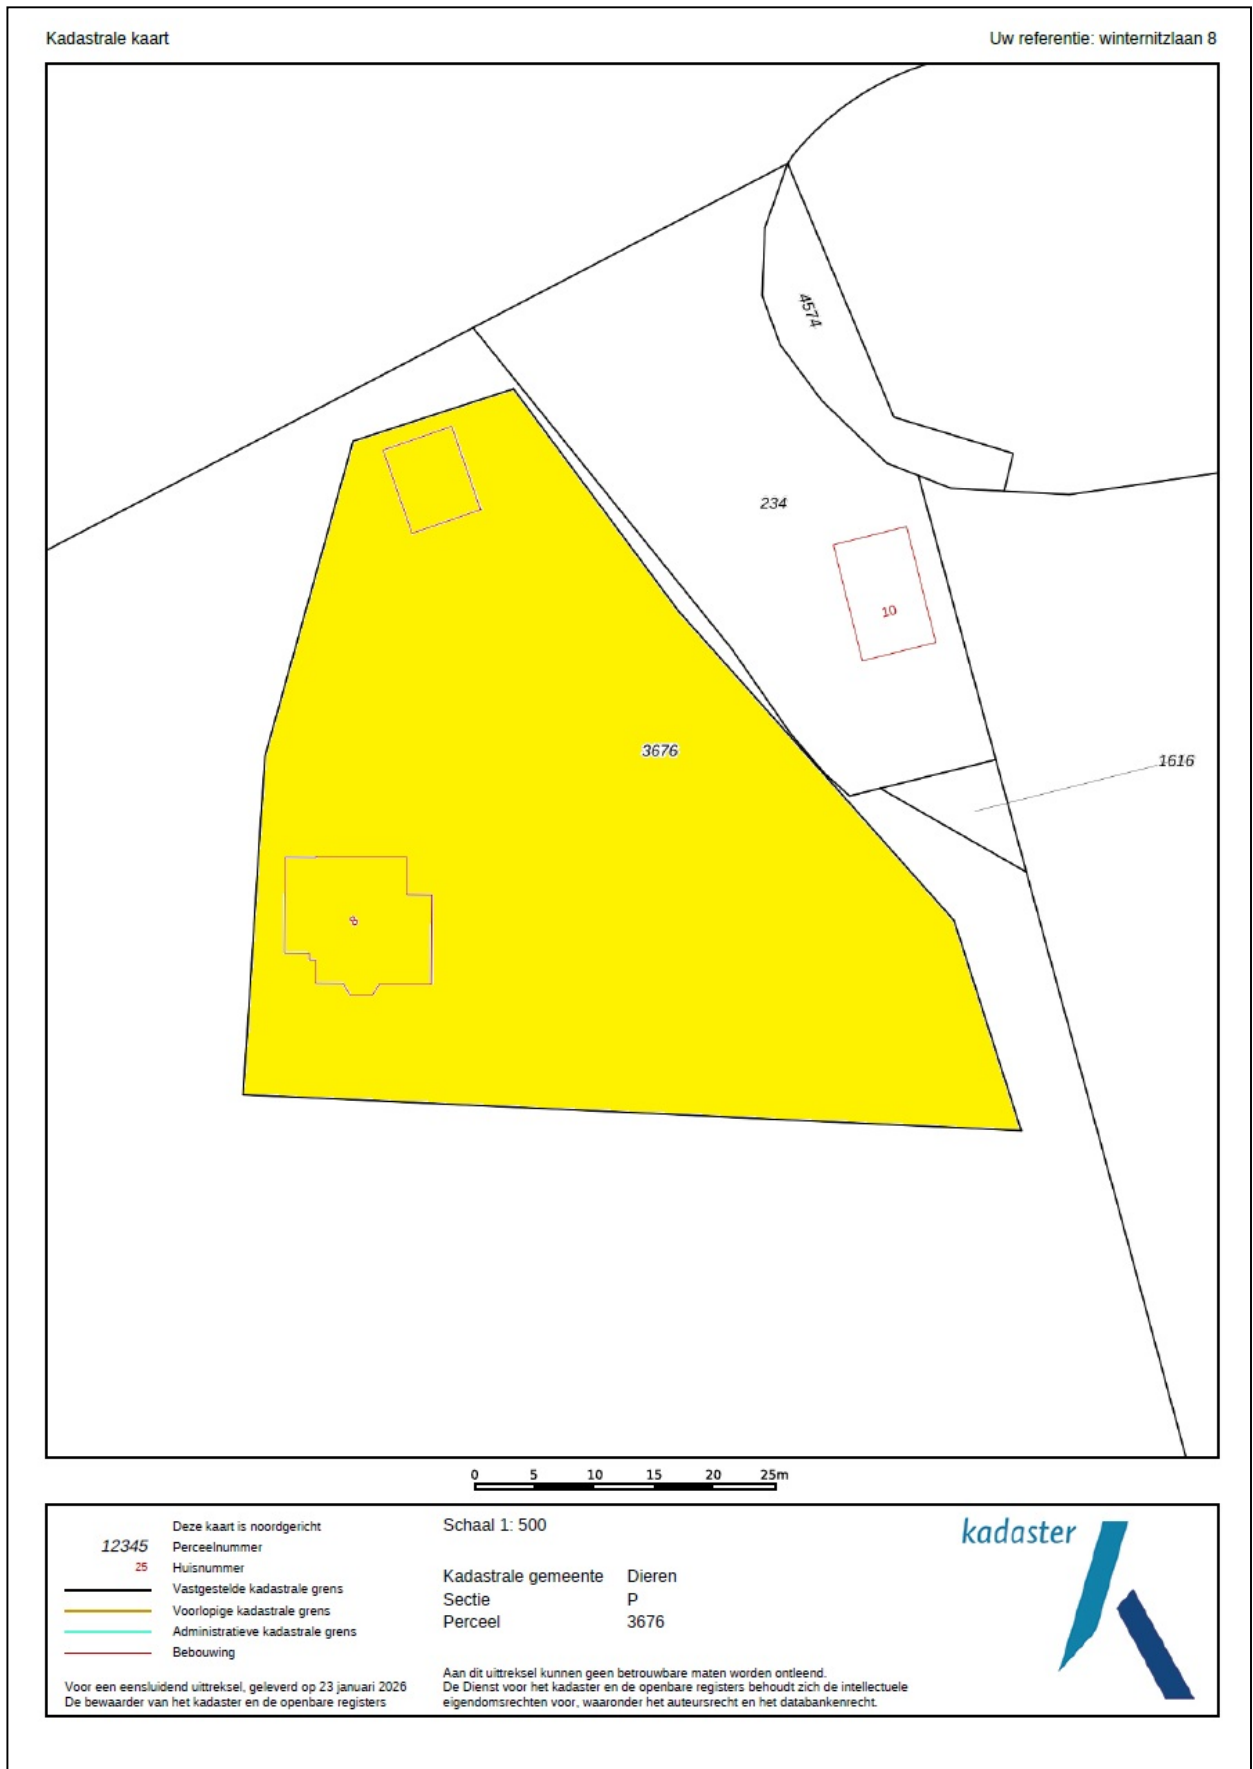 Kadastrale kaart
Uw referentie: winternitzlaan 8
4574
234
10
3676
1616
8
0 5 10 15 20 25m
Deze kaart is noordgericht
12345 Perceelnummer
25 Huisnummer
Vastgestelde kadastrale grens
Voorlopige kadastrale grens
Administratieve kadastrale grens
Bebouwing
Voor een eensluidend uittreksel, geleverd op 23 januari 2026
De bewaarder van het kadaster en de openbare registers
Schaal 1: 500
Kadastrale gemeente Dieren
Sectie P
Perceel 3676
Aan dit uittreksel kunnen geen betrouwbare maten worden ontleend.
De Dienst voor het kadaster en de openbare registers behoudt zich de intellectuele
eigendomsrechten voor, waaronder het auteursrecht en het databankenrecht.
kadaster